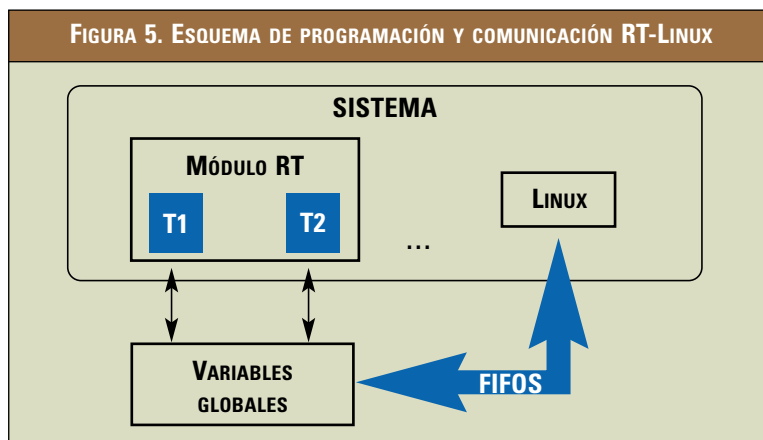 FIGURA 5. ESQUEMA DE PROGRAMACIÓN Y COMUNICACIÓN RT-LINUX
SISTEMA
MÓDULO RT
T1
T2
...
LINUX
VARIABLES
GLOBALES
FIFOS